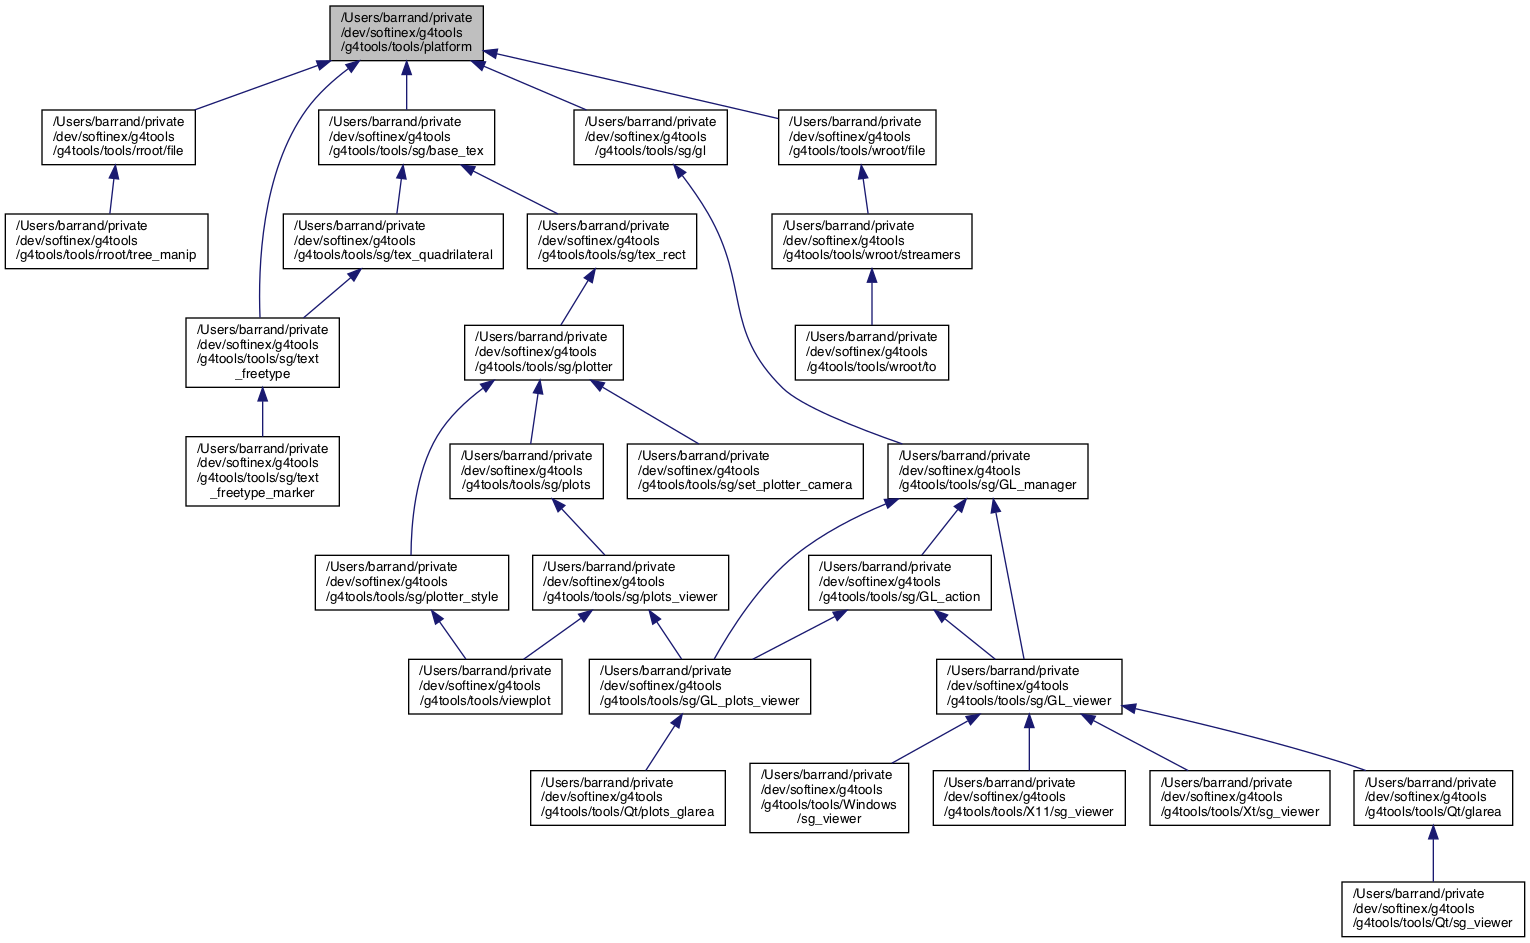 /Users/barrand/private
/dev/softinex/g4tools
/g4tools/tools/platform
/Users/barrand/private
/dev/softinex/g4tools
/g4tools/tools/rroot/file
/Users/barrand/private
/dev/softinex/g4tools
/g4tools/tools/sg/base_tex
/Users/barrand/private
/dev/softinex/g4tools
/g4tools/tools/sg/gl
/Users/barrand/private
/dev/softinex/g4tools
/g4tools/tools/wroot/file
/Users/barrand/private
/dev/softinex/g4tools
/g4tools/tools/rroot/tree_manip
/Users/barrand/private
/dev/softinex/g4tools
/g4tools/tools/sg/tex_quadrilateral
/Users/barrand/private
/dev/softinex/g4tools
/g4tools/tools/sg/tex_rect
/Users/barrand/private
/dev/softinex/g4tools
/g4tools/tools/wroot/streamers
/Users/barrand/private
/dev/softinex/g4tools
/g4tools/tools/sg/text
_freetype
/Users/barrand/private
/dev/softinex/g4tools
/g4tools/tools/sg/plotter
/Users/barrand/private
/dev/softinex/g4tools
/g4tools/tools/wroot/to
/Users/barrand/private
/dev/softinex/g4tools
/g4tools/tools/sg/text
_freetype_marker
/Users/barrand/private
/dev/softinex/g4tools
/g4tools/tools/sg/plots
/Users/barrand/private
/dev/softinex/g4tools
/g4tools/tools/sg/set_plotter_camera
/Users/barrand/private
/dev/softinex/g4tools
/g4tools/tools/sg/GL_manager
/Users/barrand/private
/dev/softinex/g4tools
/g4tools/tools/sg/plotter_style
/Users/barrand/private
/dev/softinex/g4tools
/g4tools/tools/sg/plots_viewer
/Users/barrand/private
/dev/softinex/g4tools
/g4tools/tools/sg/GL_action
/Users/barrand/private
/dev/softinex/g4tools
/g4tools/tools/viewplot
/Users/barrand/private
/dev/softinex/g4tools
/g4tools/tools/sg/GL_plots_viewer
/Users/barrand/private
/dev/softinex/g4tools
/g4tools/tools/sg/GL_viewer
/Users/barrand/private
/dev/softinex/g4tools
/g4tools/tools/Qt/plots_glarea
/Users/barrand/private
/dev/softinex/g4tools
/g4tools/tools/Windows
/sg_viewer
/Users/barrand/private
/dev/softinex/g4tools
/g4tools/tools/X11/sg_viewer
/Users/barrand/private
/dev/softinex/g4tools
/g4tools/tools/Xt/sg_viewer
/Users/barrand/private
/dev/softinex/g4tools
/g4tools/tools/Qt/glarea
/Users/barrand/private
/dev/softinex/g4tools
/g4tools/tools/Qt/sg_viewer